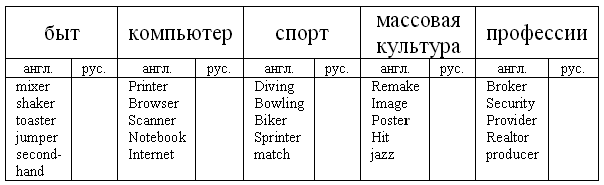 быт компьютер спорт массовая культура профессии
англ. рус. англ. рус. англ. рус. англ. рус. англ. рус.
mixer Printer Diving Remake Broker
shaker Browser Bowling Image Security
toaster Scanner Biker Poster Provider
jumper Notebook Sprinter Hit Realtor
second- Internet match jazz producer
hand